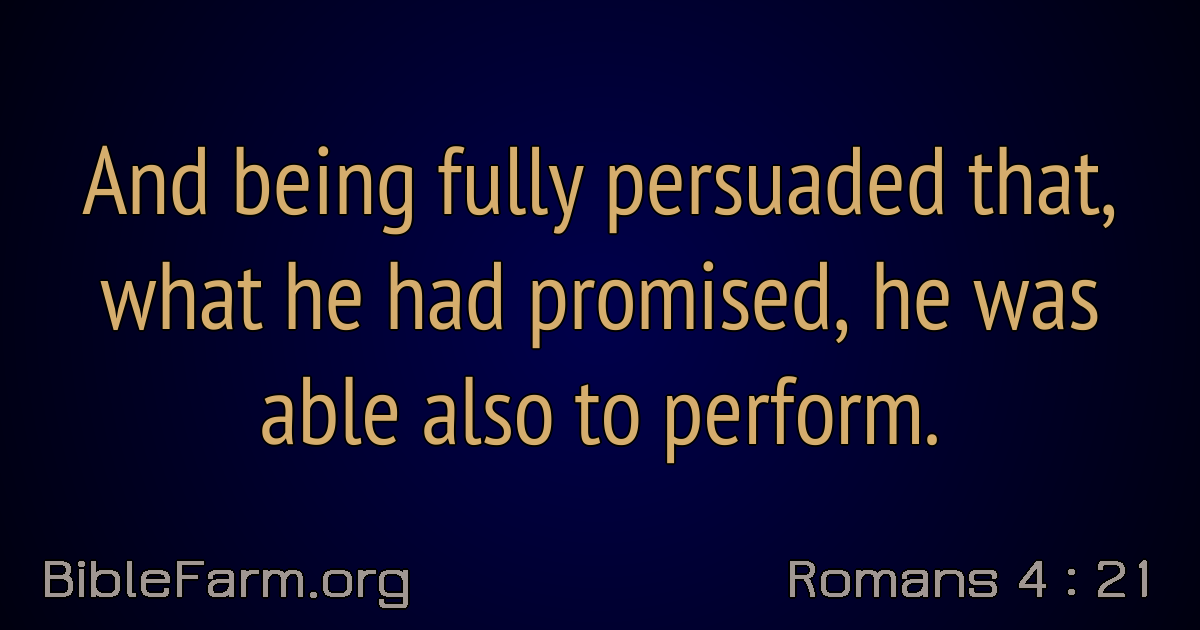 And being fully persuaded that,
what he had promised, he was
able also to perform.
BibleFarm.org
Romans 4 : 21